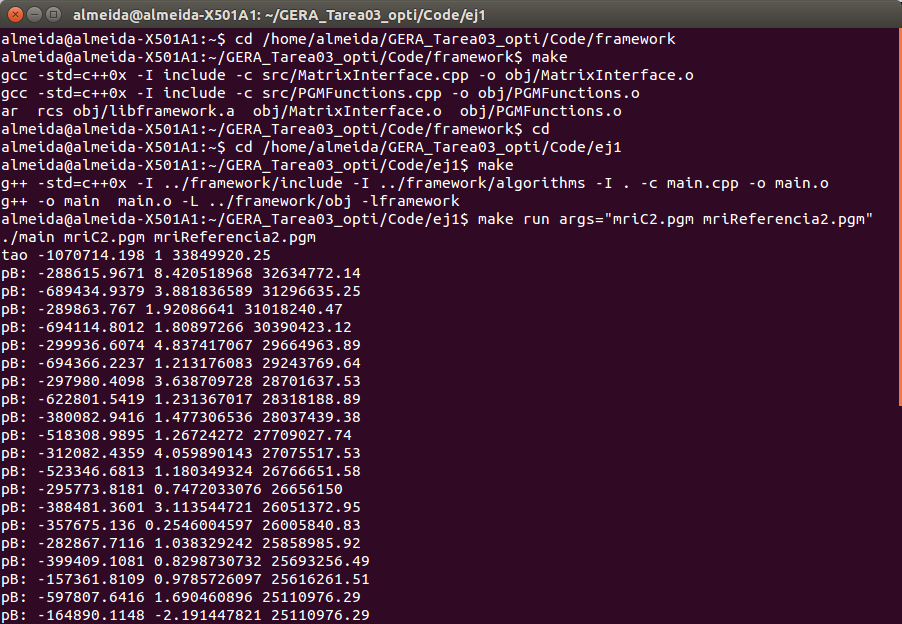 almeida@almeida-X501A1: ~/GERA_Tarea03_opti/Code/ej1
almeida@almeida-X501A1:~$ cd /home/almeida/GERA_Tarea03_opti/Code/framework
almeida@almeida-X501A1:~/GERA_Tarea03_opti/Code/framework$ make
gcc -std=c++0x -I include -c src/MatrixInterface.cpp -o obj/MatrixInterface.o
gcc -std=c++0x -I include -c src/PGMFunctions.cpp -o obj/PGMFunctions.o
ar  rcs obj/libframework.a  obj/MatrixInterface.o  obj/PGMFunctions.o
almeida@almeida-X501A1:~/GERA_Tarea03_opti/Code/framework$ cd
almeida@almeida-X501A1:~$ cd /home/almeida/GERA_Tarea03_opti/Code/ej1
almeida@almeida-X501A1:~/GERA_Tarea03_opti/Code/ej1$ make
g++ -std=c++0x -I ../framework/include -I ../framework/algorithms -I . -c main.cpp -o main.o
g++ -o main  main.o -L ../framework/obj -lframework
almeida@almeida-X501A1:~/GERA_Tarea03_opti/Code/ej1$ make run args="mriC2.pgm mriReferencia2.pgm"
./main mriC2.pgm mriReferencia2.pgm
tao -1070714.198 1 33849920.25
pB: -288615.9671 8.420518968 32634772.14
pB: -689434.9379 3.881836589 31296635.25
pB: -289863.767 1.92086641 31018240.47
pB: -694114.8012 1.80897266 30390423.12
pB: -299936.6074 4.837417067 29664963.89
pB: -694366.2237 1.213176083 29243769.64
pB: -297980.4098 3.638709728 28701637.53
pB: -622801.5419 1.231367017 28318188.89
pB: -380082.9416 1.477306536 28037439.38
pB: -518308.9895 1.26724272 27709027.74
pB: -312082.4359 4.059890143 27075517.53
pB: -523346.6813 1.180349324 26766651.58
pB: -295773.8181 0.7472033076 26656150
pB: -388481.3601 3.113544721 26051372.95
pB: -357675.136 0.2546004597 26005840.83
pB: -282867.7116 1.038329242 25858985.92
pB: -399409.1081 0.8298730732 25693256.49
pB: -157361.8109 0.9785726097 25616261.51
pB: -597807.6416 1.690460896 25110976.29
pB: -164890.1148 -2.191447821 25110976.29